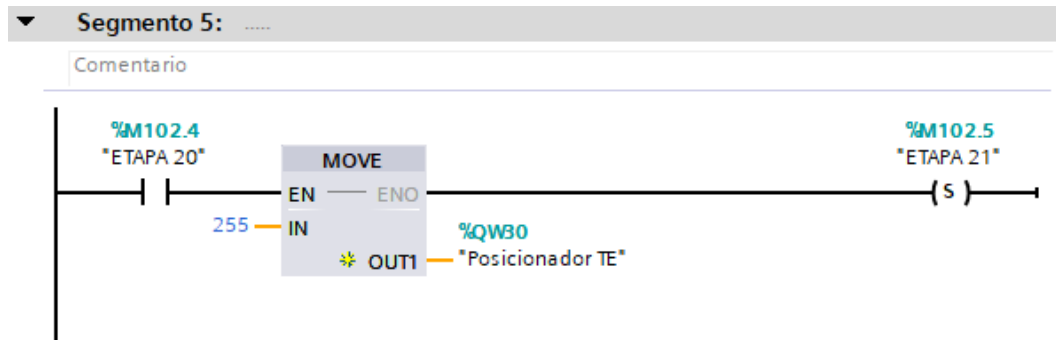 Segmento 5: .....
Comentario
%M102.4
"ETAPA 20"
%M102.5
"ETAPA 21"
MOVE
EN ENO
S
255 IN
%QW30
OUT1 "Posicionador TE"